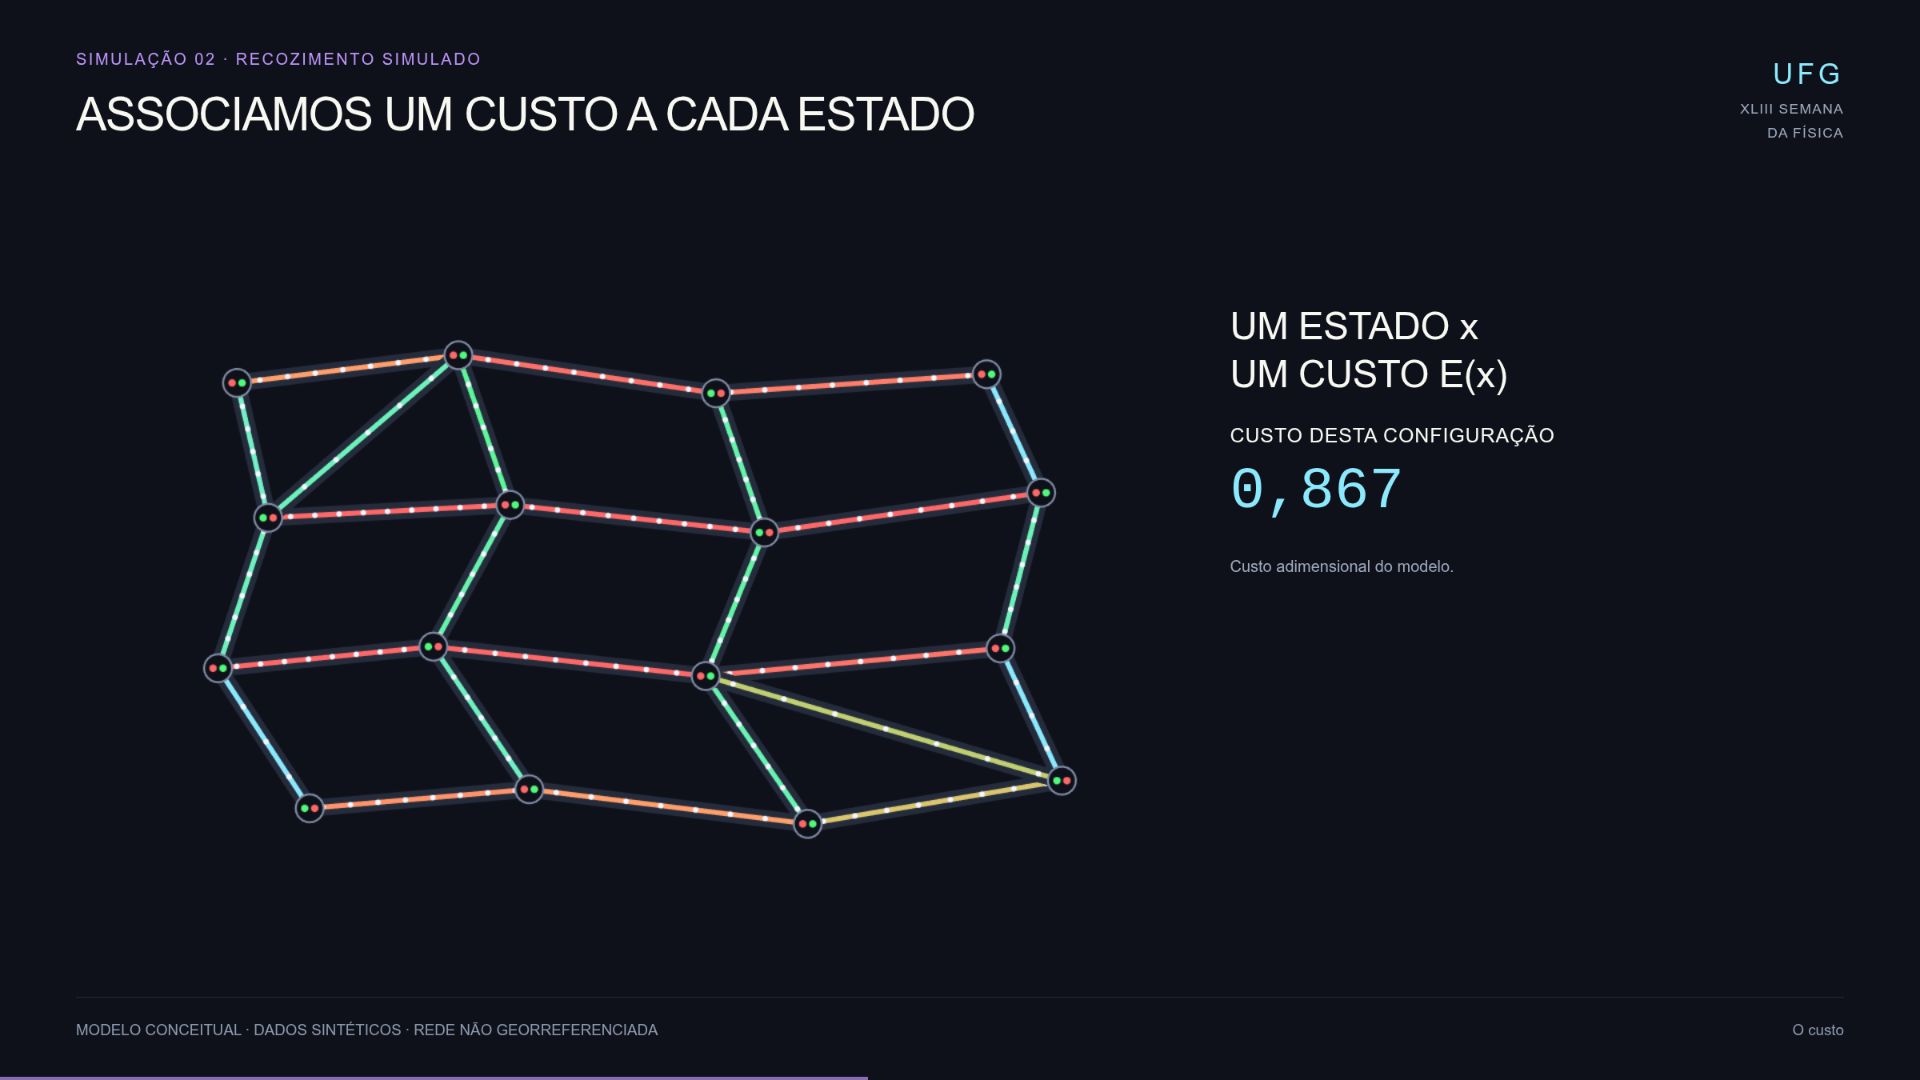 SIMULAÇÃO 02 · RECOZIMENTO SIMULADO
ASSOCIAMOS UM CUSTO A CADA ESTADO
UFG
XLIII SEMANA
DA FÍSICA
UM ESTADO x
UM CUSTO E(x)
CUSTO DESTA CONFIGURAÇÃO
0,867
Custo adimensional do modelo.
MODELO CONCEITUAL · DADOS SINTÉTICOS · REDE NÃO GEORREFERENCIADA
O custo